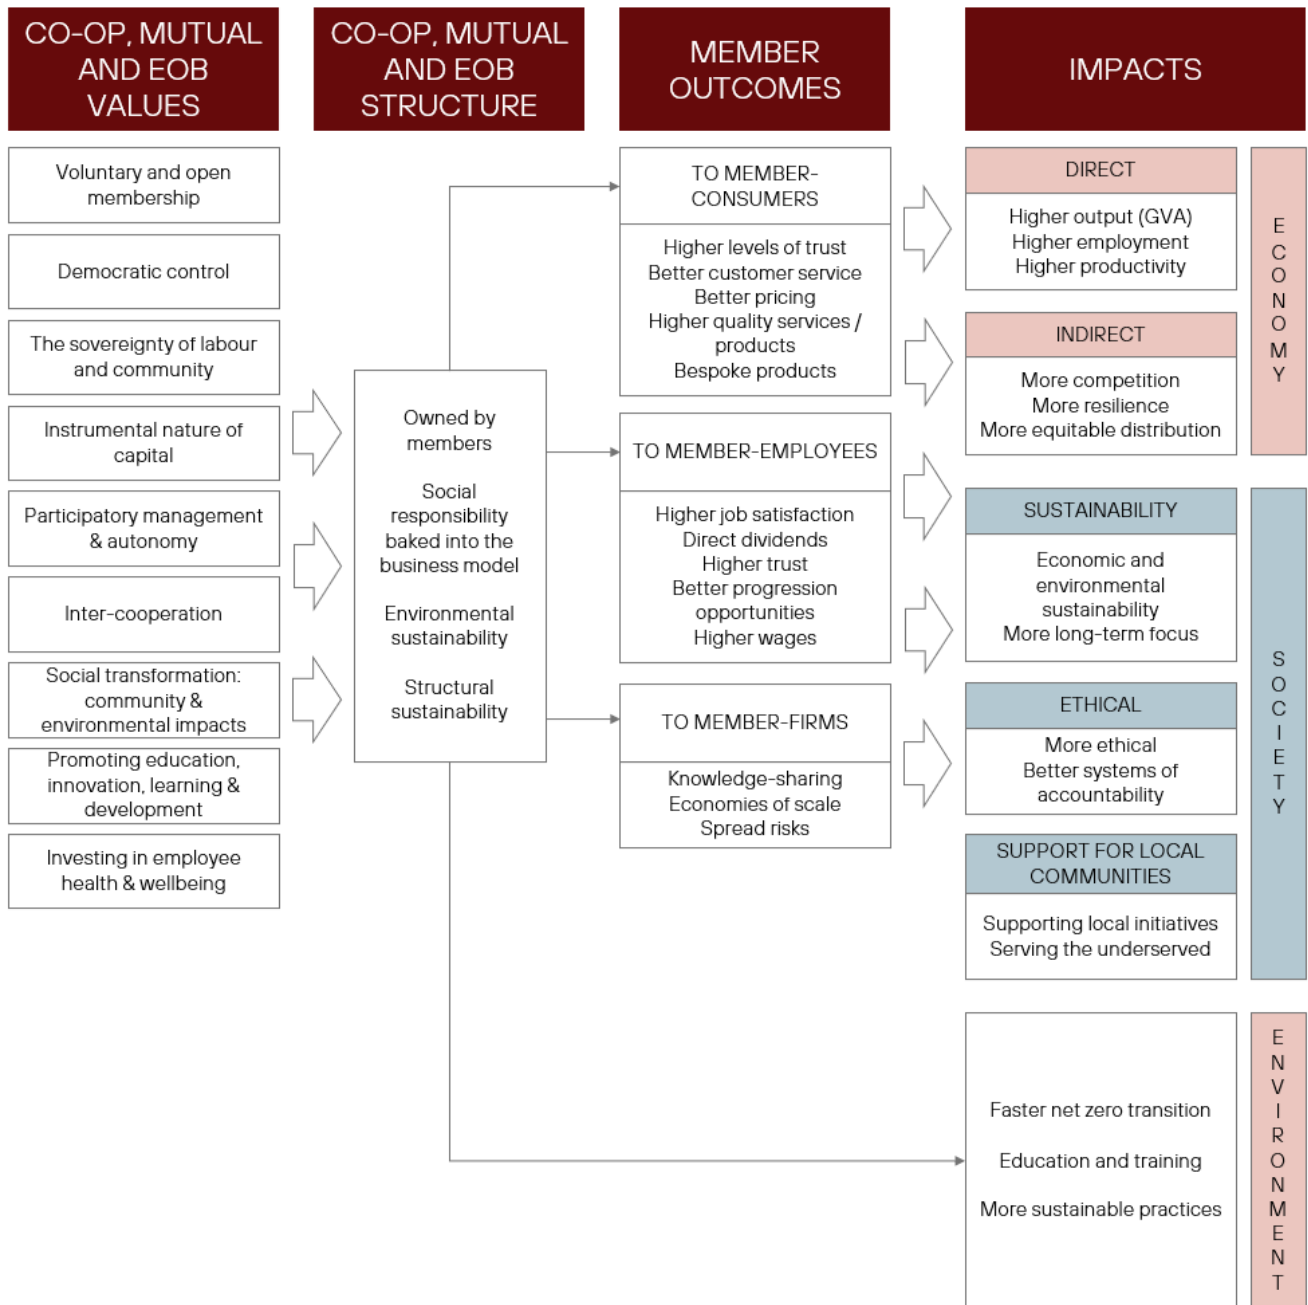 CO-OP, MUTUAL
AND EOB
VALUES
CO-OP, MUTUAL
AND EOB
STRUCTURE
MEMBER
OUTCOMES
IMPACTS
Voluntary and open
membership
Democratic control
The sovereignty of labour
and community
Instrumental nature of
capital
Participatory management
& autonomy
Inter-cooperation
Social transformation:
community &
environmental impacts
Promoting education,
innovation, learning &
development
Investing in employee
health & wellbeing
Owned by
members
Social
responsibility
baked into the
business model
Environmental
sustainability
Structural
sustainability
TO MEMBER-
CONSUMERS
Higher levels of trust
Better customer service
Better pricing
Higher quality services /
products
Bespoke products
TO MEMBER-EMPLOYEES
Higher job satisfaction
Direct dividends
Higher trust
Better progression
opportunities
Higher wages
TO MEMBER-FIRMS
Knowledge-sharing
Economies of scale
Spread risks
DIRECT
Higher output (GVA)
Higher employment
Higher productivity
INDIRECT
More competition
More resilience
More equitable distribution
ECONOMY
SUSTAINABILITY
Economic and
environmental
sustainability
More long-term focus
ETHICAL
More ethical
Better systems of
accountability
SUPPORT FOR LOCAL
COMMUNITIES
Supporting local initiatives
Serving the underserved
SOCIETY
Faster net zero transition
Education and training
More sustainable practices
ENVIRONMENT